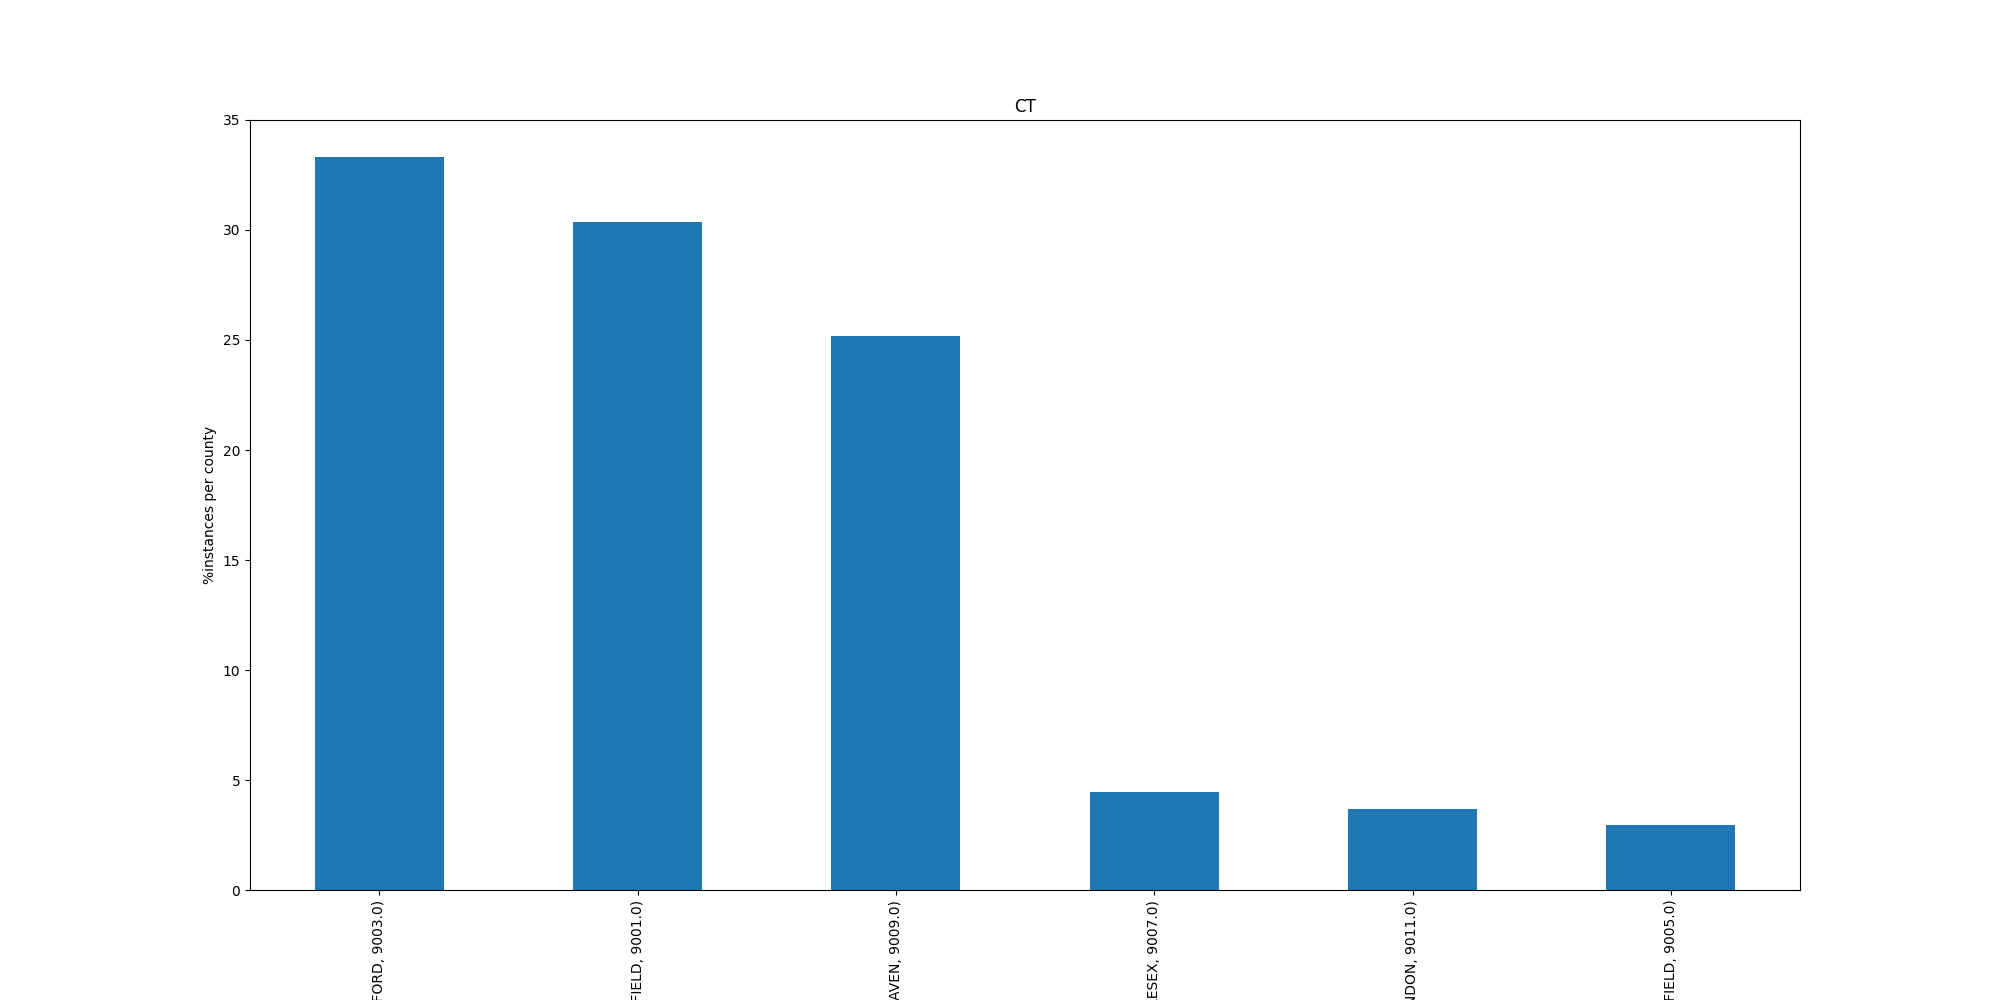 CT
35
30
25
20
15
10
5
0
%instances per county
FORD, 9003.0)
FIELD, 9001.0)
AVEN, 9009.0)
ESEX, 9007.0)
NDON, 9011.0)
FIELD, 9005.0)